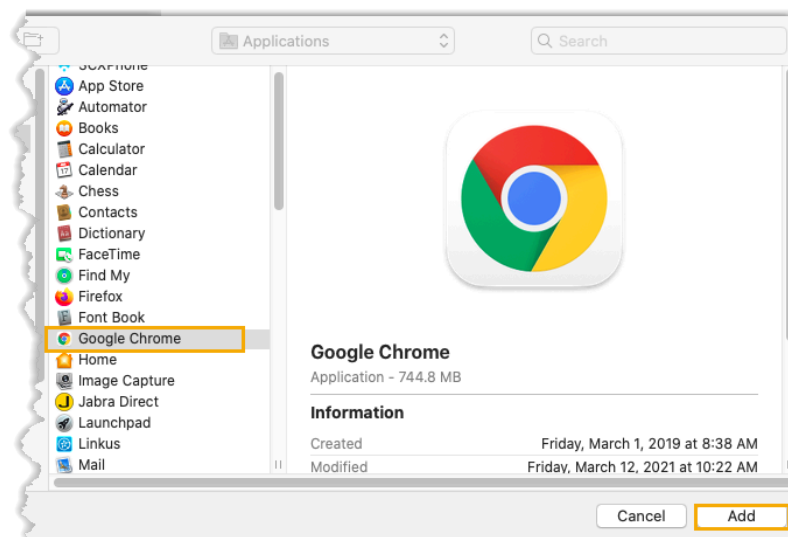 Applications
Search
SCXPhone
App Store
Automator
Books
Calculator
17
Calendar
Chess
Contacts
Dictionary
FaceTime
Find My
Firefox
Font Book
Google Chrome
Home
Image Capture
Jabra Direct
Launchpad
Linkus
Mail
Google Chrome
Application - 744.8 MB
Information
Created Friday, March 1, 2019 at 8:38 AM
Modified Friday, March 12, 2021 at 10:22 AM
Cancel Add